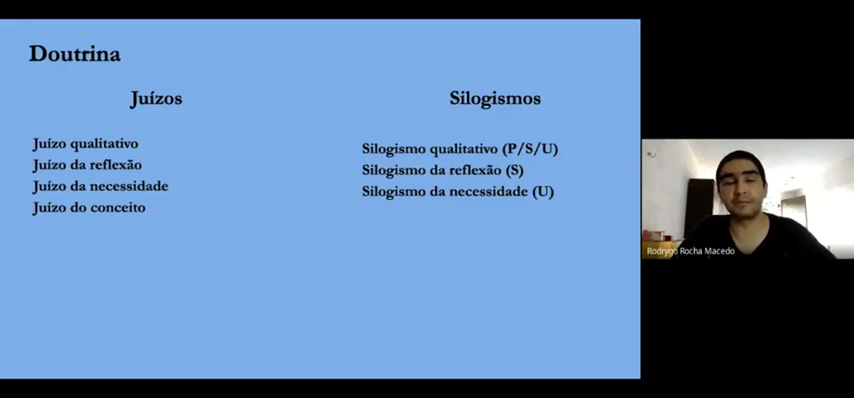 Doutrina
Juízos
Juízo qualitativo
Juízo da reflexão
Juízo da necessidade
Juízo do conceito
Silogismos
Silogismo qualitativo (P/S/U)
Silogismo da reflexão (S)
Silogismo da necessidade (U)
Rodrygo Rocha Macedo